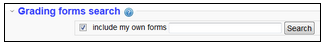 Grading forms search
include my own forms
Search